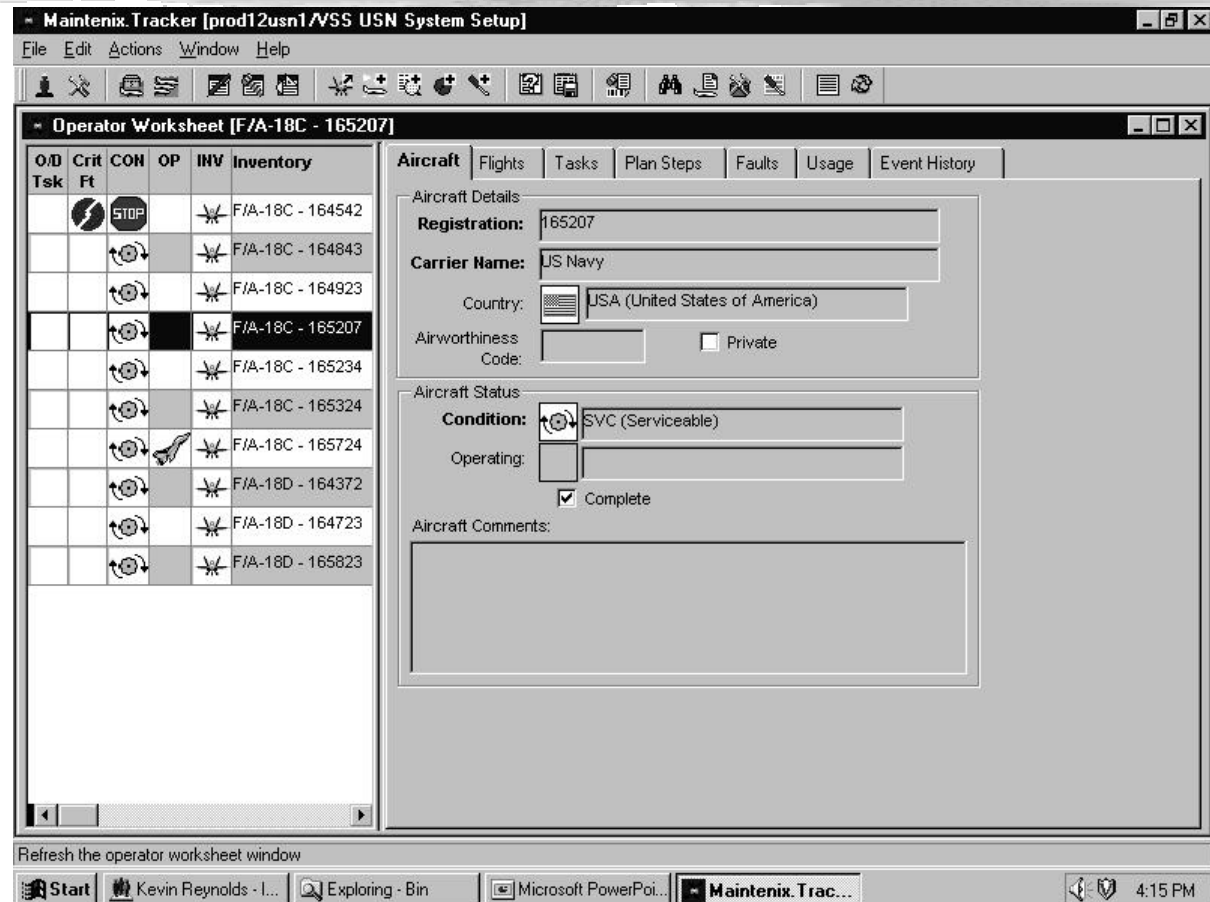 Maintenix.Tracker [prod12usn1/VSS USN System Setup]
File Edit Actions Window Help
Operator Worksheet [F/A-18C - 165207]
O/D Tsk Crit Ft CON OP INV Inventory
STOP F/A-18C - 164542
F/A-18C - 164843
F/A-18C - 164923
F/A-18C - 165207
F/A-18C - 165234
F/A-18C - 165324
F/A-18C - 165724
F/A-18D - 164372
F/A-18D - 164723
F/A-18D - 165823
Aircraft Flights Tasks Plan Steps Faults Usage Event History
Aircraft Details
Registration: 165207
Carrier Name: US Navy
Country: USA (United States of America)
Airworthiness Code: Private
Aircraft Status
Condition: SVC (Serviceable)
Operating:
Complete
Aircraft Comments:
Refresh the operator worksheet window
Start Kevin Reynolds - I... Exploring - Bin Microsoft PowerPoi... Maintenix.Trac... 4:15 PM